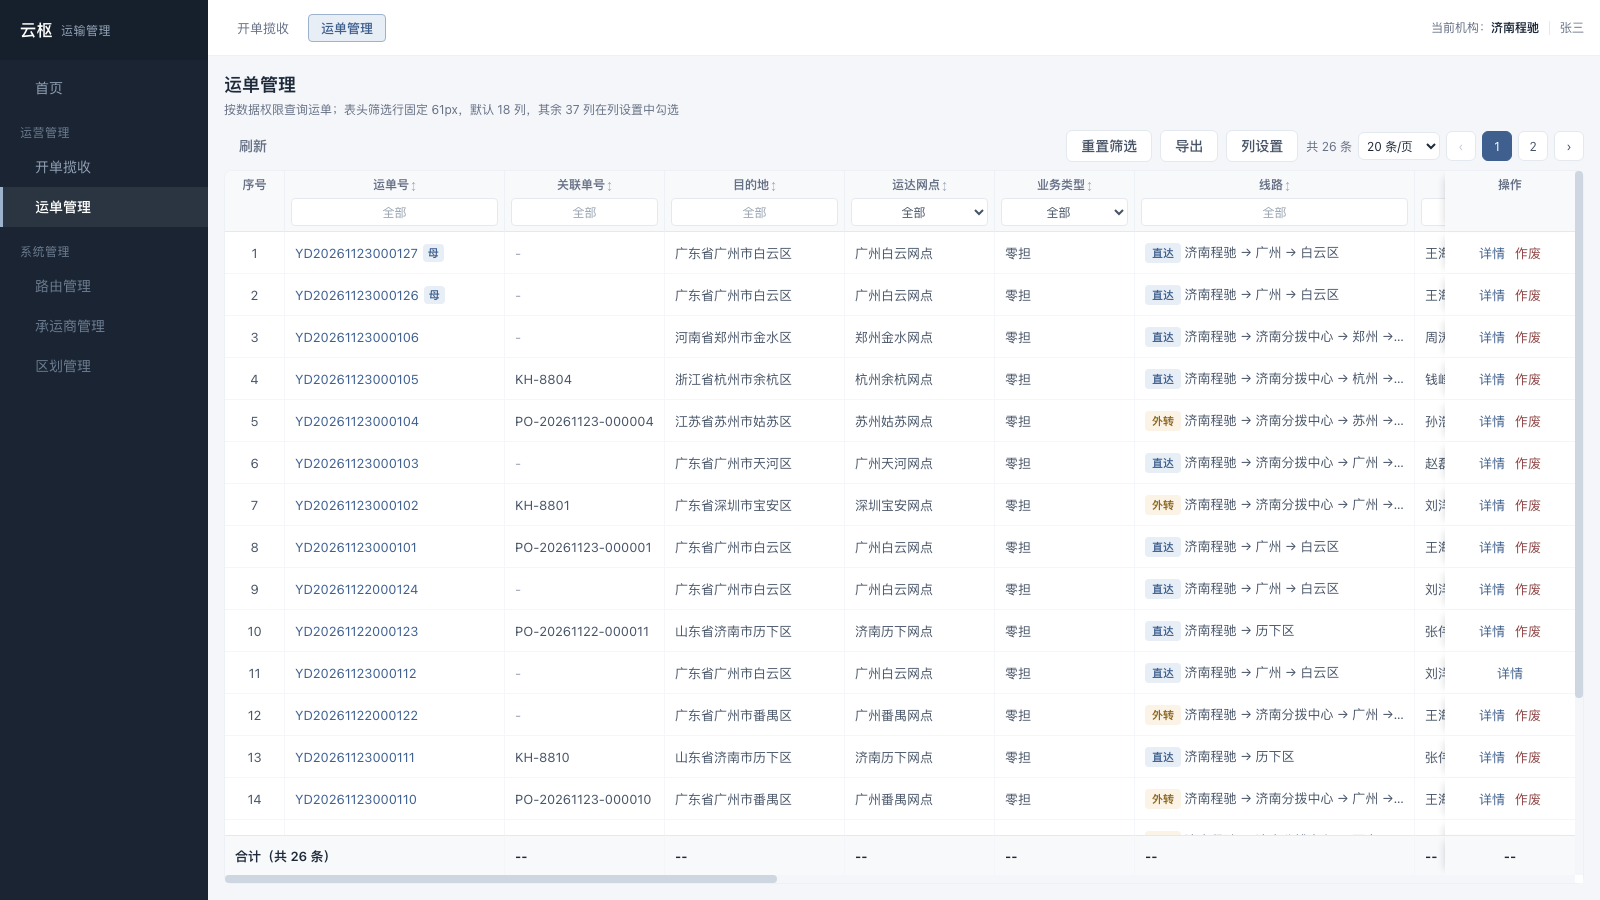 云枢 运输管理
首页
运营管理
开单揽收
运单管理
系统管理
路由管理
承运商管理
区划管理
开单揽收 运单管理 当前机构：济南程驰 张三
运单管理
按数据权限查询运单；表头筛选行固定 61px，默认 18 列，其余 37 列在列设置中勾选
刷新 重置筛选 导出 列设置 共 26 条 20 条/页 ‹ 1 2 ›
序号 运单号↕ 关联单号↕ 目的地↕ 运达网点↕ 业务类型↕ 线路↕ 操作
全部 全部 全部 全部 全部 全部
1 YD20261123000127 母 - 广东省广州市白云区 广州白云网点 零担 直达 济南程驰 → 广州 → 白云区 王 详情 作废
2 YD20261123000126 母 - 广东省广州市白云区 广州白云网点 零担 直达 济南程驰 → 广州 → 白云区 王 详情 作废
3 YD20261123000106 - 河南省郑州市金水区 郑州金水网点 零担 直达 济南程驰 → 济南分拨中心 → 郑州 →... 周 详情 作废
4 YD20261123000105 KH-8804 浙江省杭州市余杭区 杭州余杭网点 零担 直达 济南程驰 → 济南分拨中心 → 杭州 →... 钱 详情 作废
5 YD20261123000104 PO-20261123-000004 江苏省苏州市姑苏区 苏州姑苏网点 零担 外转 济南程驰 → 济南分拨中心 → 苏州 →... 孙 详情 作废
6 YD20261123000103 - 广东省广州市天河区 广州天河网点 零担 直达 济南程驰 → 济南分拨中心 → 广州 →... 赵 详情 作废
7 YD20261123000102 KH-8801 广东省深圳市宝安区 深圳宝安网点 零担 外转 济南程驰 → 济南分拨中心 → 广州 →... 刘 详情 作废
8 YD20261123000101 PO-20261123-000001 广东省广州市白云区 广州白云网点 零担 直达 济南程驰 → 广州 → 白云区 王 详情 作废
9 YD20261122000124 - 广东省广州市白云区 广州白云网点 零担 直达 济南程驰 → 广州 → 白云区 刘 详情 作废
10 YD20261122000123 PO-20261122-000011 山东省济南市历下区 济南历下网点 零担 直达 济南程驰 → 历下区 张 详情 作废
11 YD20261122000112 - 广东省广州市白云区 广州白云网点 零担 直达 济南程驰 → 广州 → 白云区 刘 详情
12 YD20261122000122 - 广东省广州市番禺区 广州番禺网点 零担 外转 济南程驰 → 济南分拨中心 → 广州 →... 王 详情 作废
13 YD20261123000111 KH-8810 山东省济南市历下区 济南历下网点 零担 直达 济南程驰 → 历下区 张 详情 作废
14 YD20261123000110 PO-20261123-000010 广东省广州市番禺区 广州番禺网点 零担 外转 济南程驰 → 济南分拨中心 → 广州 →... 王 详情 作废
合计（共 26 条） -- -- -- -- -- -- --